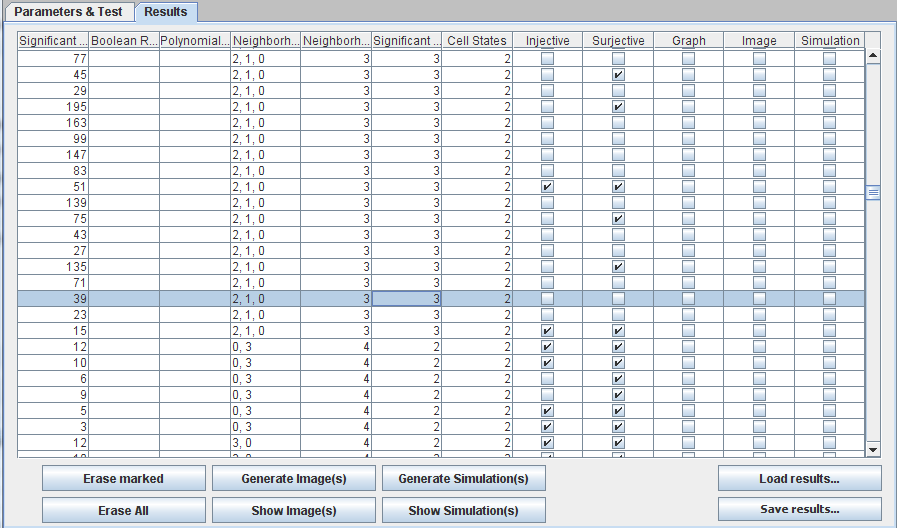 Parameters & Test Results
Significant ... Boolean R... Polynomial... Neighborh... Neighborh... Significant ... Cell States Injective Surjective Graph Image Simulation
77 2, 1, 0 3 3 2
45 2, 1, 0 3 3 2
29 2, 1, 0 3 3 2
195 2, 1, 0 3 3 2
163 2, 1, 0 3 3 2
99 2, 1, 0 3 3 2
147 2, 1, 0 3 3 2
83 2, 1, 0 3 3 2
51 2, 1, 0 3 3 2
139 2, 1, 0 3 3 2
75 2, 1, 0 3 3 2
43 2, 1, 0 3 3 2
27 2, 1, 0 3 3 2
135 2, 1, 0 3 3 2
71 2, 1, 0 3 3 2
39 2, 1, 0 3 3 2
23 2, 1, 0 3 3 2
15 2, 1, 0 3 3 2
12 0, 3 4 2 2
10 0, 3 4 2 2
6 0, 3 4 2 2
9 0, 3 4 2 2
5 0, 3 4 2 2
3 0, 3 4 2 2
12 3, 0 4 2 2
Erase marked Generate Image(s) Generate Simulation(s) Load results...
Erase All Show Image(s) Show Simulation(s) Save results...